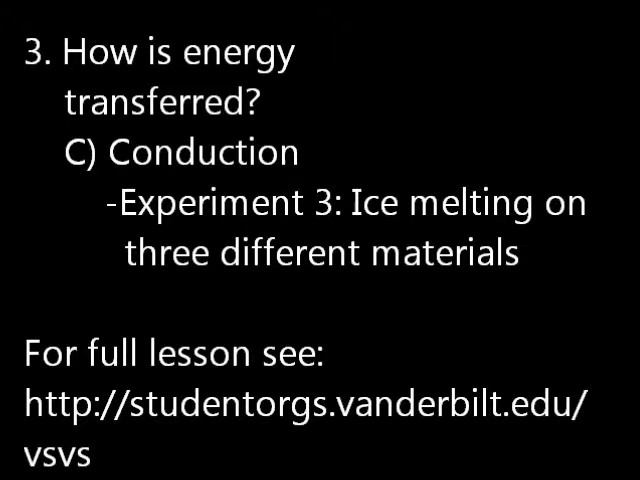 3. How is energy
transferred?
C) Conduction
-Experiment 3: Ice melting on
three different materials
For full lesson see:
http://studentorgs.vanderbilt.edu/
vsvs